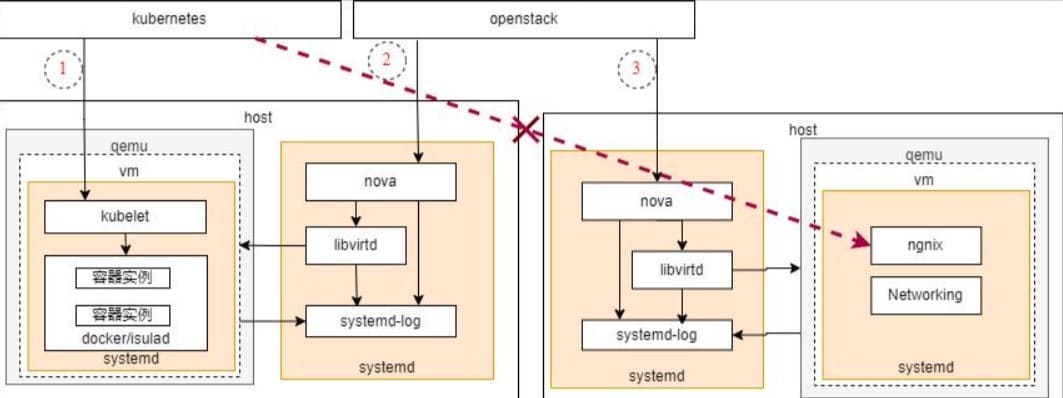 kubernetes
openstack
1
2
3
host
qemu
vm
kubelet
容器实例
容器实例
docker/isulad
systemd
nova
libvirtd
systemd-log
systemd
host
nova
libvirtd
systemd-log
systemd
qemu
vm
ngnix
Networking
systemd